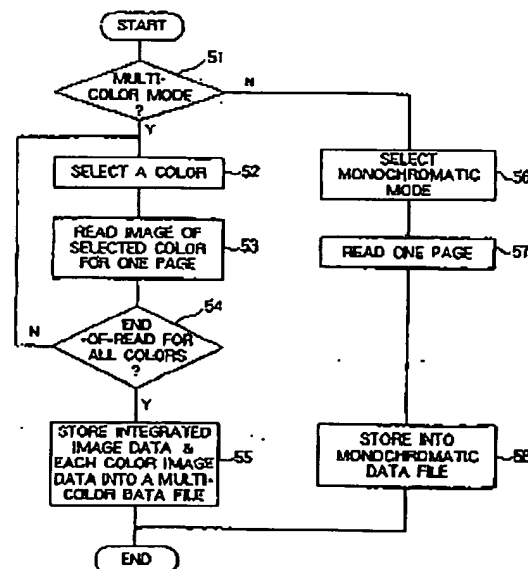 START
51
MULTI-
COLOR MODE
?
N
Y
SELECT A COLOR
52
SELECT
MONOCHROMATIC
MODE
56
READ IMAGE OF
SELECTED COLOR
FOR ONE PAGE
53
READ ONE PAGE
57
54
END
-OF-READ FOR
ALL COLORS
?
N
Y
STORE INTEGRATED
IMAGE DATA &
EACH COLOR IMAGE
DATA INTO A MULTI-
COLOR DATA FILE
55
STORE INTO
MONOCHROMATIC
DATA FILE
58
END